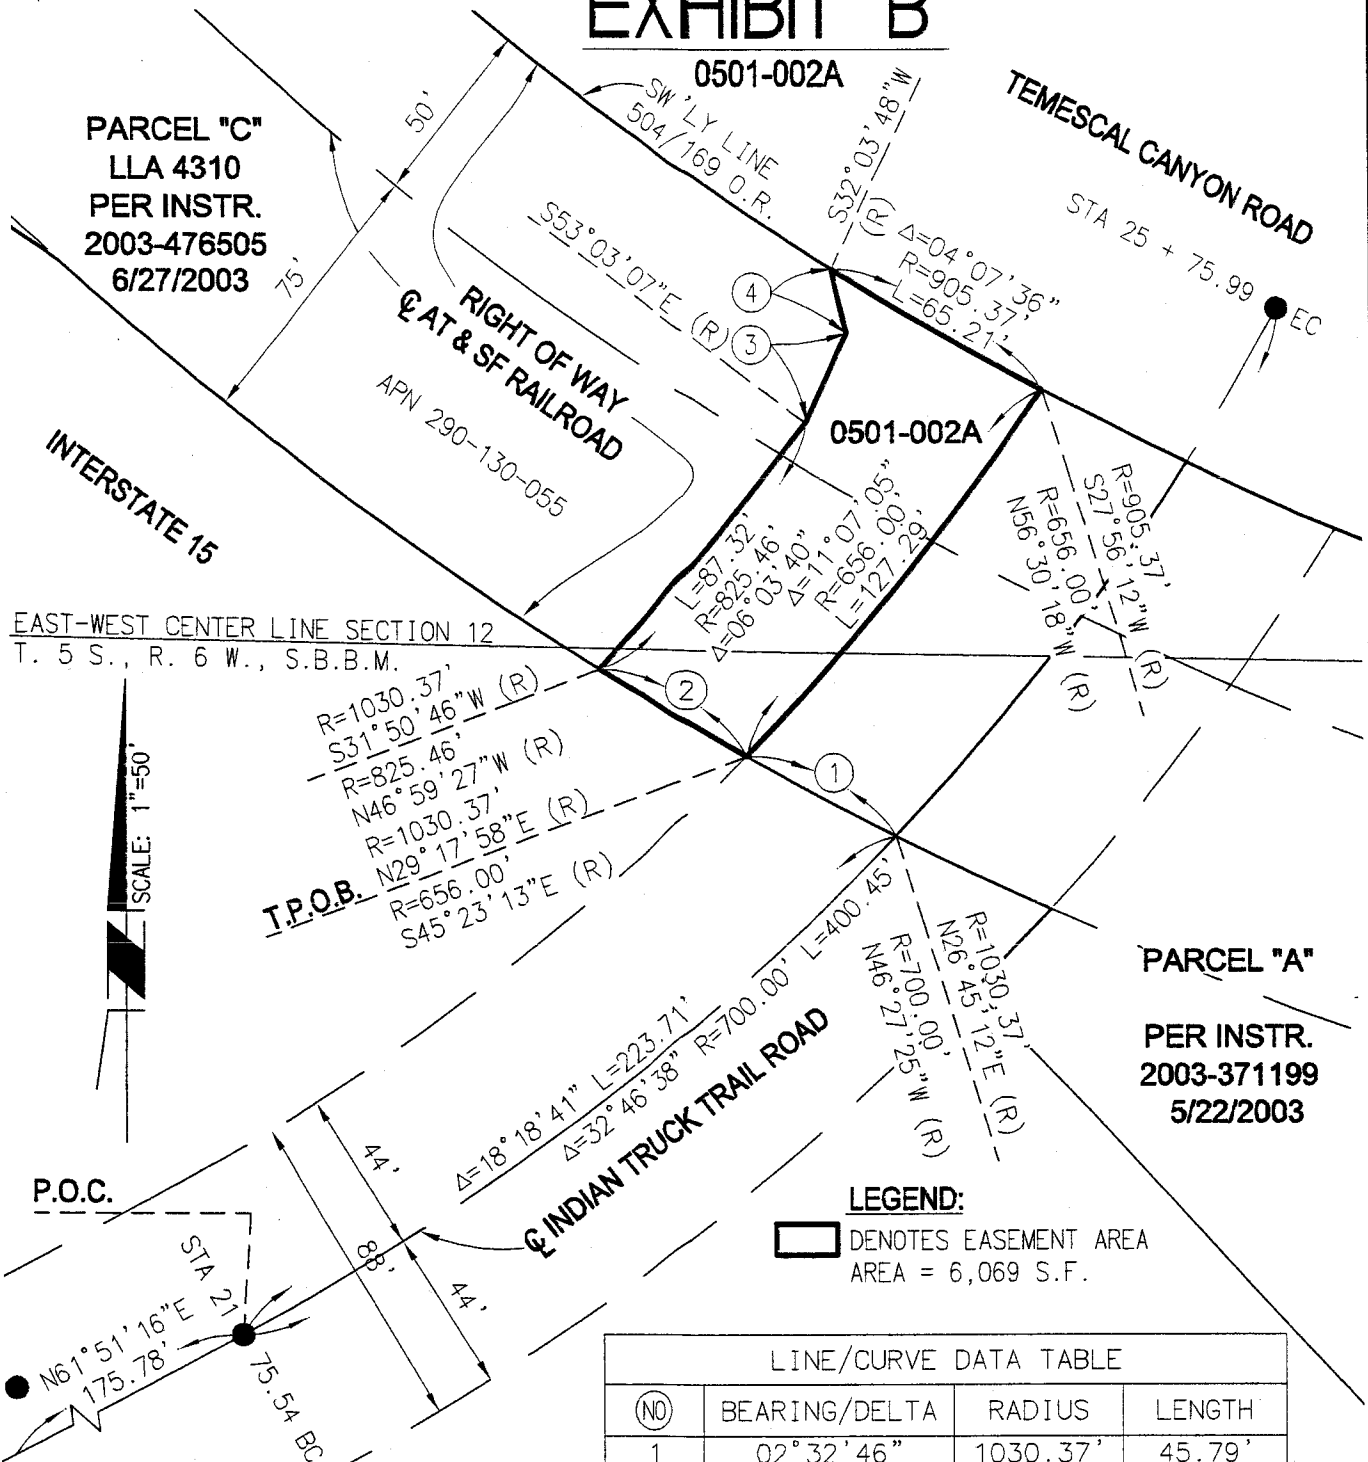 EXHIBIT B
0501-002A
PARCEL "C"
LLA 4310
PER INSTR.
2003-476505
6/27/2003
50'
75'
SW'LY LINE
504/169 O.R.
S32°03'48"W
(R)
TEMESCAL CANYON ROAD
STA 25 + 75.99
EC
Δ=04°07'36"
R=905.37'
L=65.21'
S53°03'07"E (R)
4
3
RIGHT OF WAY
℄ AT & SF RAILROAD
APN 290-130-055
INTERSTATE 15
0501-002A
L=87.32'
R=825.46'
Δ=06°03'40"
Δ=11°07'05"
R=656.00'
L=127.29'
R=905.37'
S27°56'12"W (R)
R=656.00'
N56°30'18"W (R)
EAST-WEST CENTER LINE SECTION 12
T. 5 S., R. 6 W., S.B.B.M.
2
1
R=1030.37'
S31°50'46"W (R)
R=825.46'
N46°59'27"W (R)
R=1030.37'
N29°17'58"E (R)
R=656.00'
S45°23'13"E (R)
T.P.O.B.
SCALE: 1"=50'
R=1030.37'
N26°45'12"E (R)
R=700.00'
N46°27'25"W (R)
PARCEL "A"
PER INSTR.
2003-371199
5/22/2003
Δ=18°18'41" L=223.71'
Δ=32°46'38" R=700.00' L=400.45'
℄ INDIAN TRUCK TRAIL ROAD
44'
88'
44'
P.O.C.
STA 21
75.54 BC
N61°51'16"E
175.78'
LEGEND:
DENOTES EASEMENT AREA
AREA = 6,069 S.F.
LINE/CURVE DATA TABLE
NO BEARING/DELTA RADIUS LENGTH
1 02°32'46" 1030.37' 45.79'